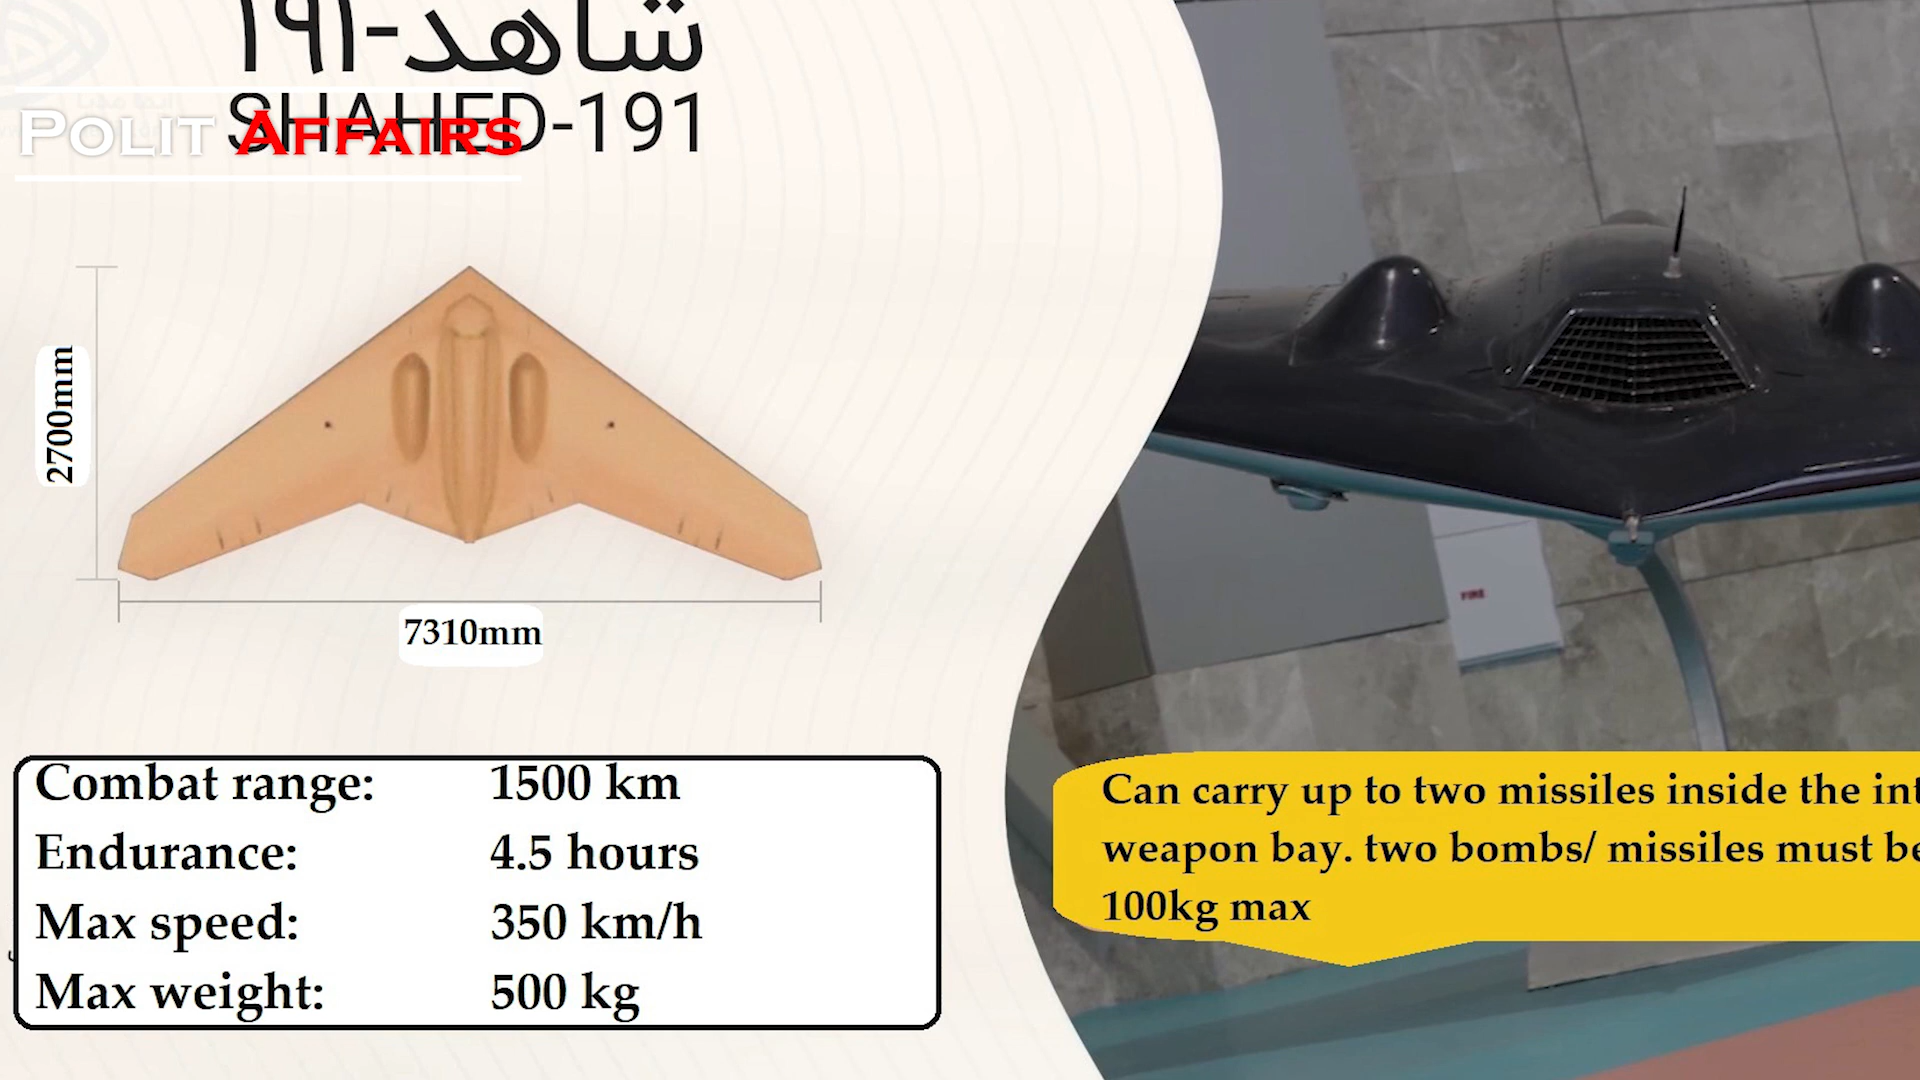 شاهد-۱۹۱
SHAHED-191
POLIT AFFAIRS
2700mm
7310mm
Combat range: 1500 km
Endurance: 4.5 hours
Max speed: 350 km/h
Max weight: 500 kg
FIRE
Can carry up to two missiles inside the
weapon bay. two bombs/ missiles must
100kg max